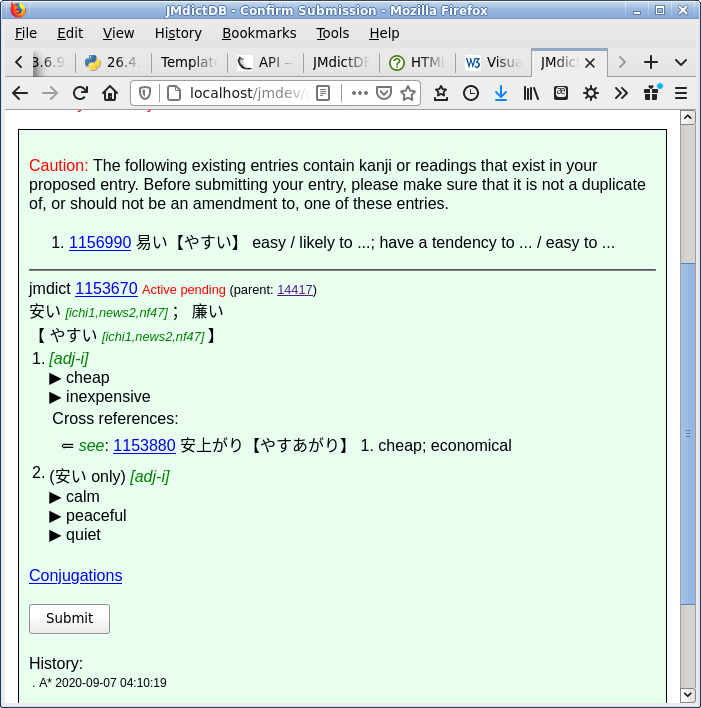 JMdictDB - Confirm Submission - Mozilla Firefox
File Edit View History Bookmarks Tools Help
3.6.9 26.4. Template API – JMdictDB HTML Visua JMdict
localhost/jmdev/
Caution: The following existing entries contain kanji or readings that exist in your
proposed entry. Before submitting your entry, please make sure that it is not a duplicate
of, or should not be an amendment to, one of these entries.
1. 1156990 易い【やすい】 easy / likely to ...; have a tendency to ... / easy to ...
jmdict 1153670 Active pending (parent: 14417)
安い [ichi1,news2,nf47] ； 廉い
【 やすい [ichi1,news2,nf47] 】
1. [adj-i]
▶ cheap
▶ inexpensive
Cross references:
⇐ see: 1153880 安上がり【やすあがり】 1. cheap; economical
2. (安い only) [adj-i]
▶ calm
▶ peaceful
▶ quiet
Conjugations
Submit
History:
. A* 2020-09-07 04:10:19